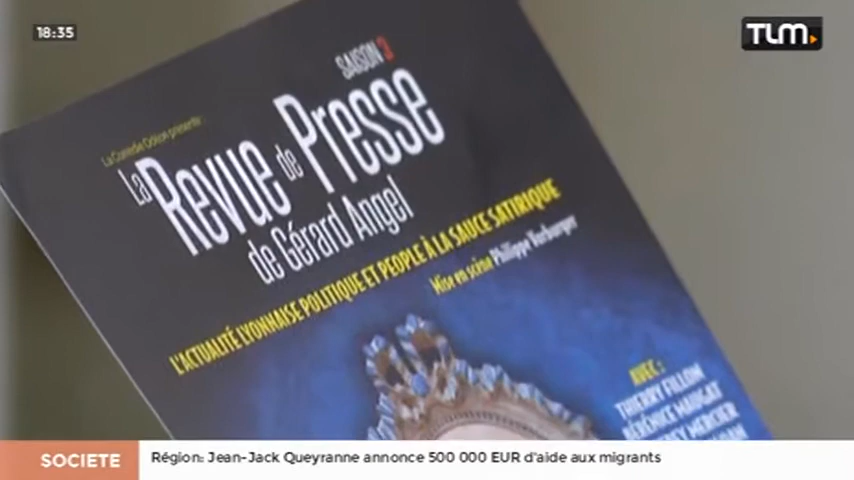 18:35
TLM
SAISON 3
La Comédie Odéon présente :
La Revue de Presse
de Gérard Angel
L'ACTUALITÉ LYONNAISE POLITIQUE ET PEOPLE À LA SAUCE SATIRIQUE
Mise en scène Philippe Verburger
AVEC :
THIERRY FILLON
BÉRÉNICE MAUGAT
MERCIER
SOCIETE
Région: Jean-Jack Queyranne annonce 500 000 EUR d'aide aux migrants